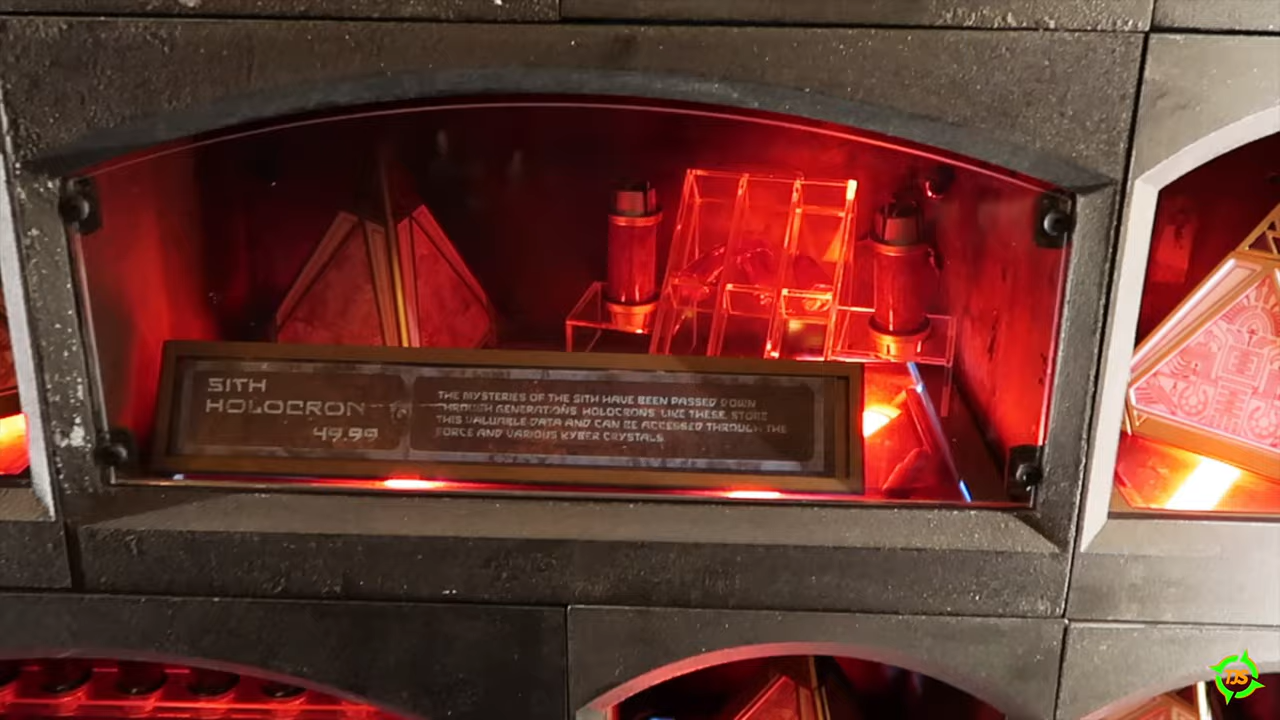 SITH
HOLOCRON
49.99
THE MYSTERIES OF THE SITH HAVE BEEN PASSED DOWN
THROUGH GENERATIONS. HOLOCRONS, LIKE THESE, STORE
THIS VALUABLE DATA AND CAN BE ACCESSED THROUGH THE
FORCE AND VARIOUS KYBER CRYSTALS.
TJS